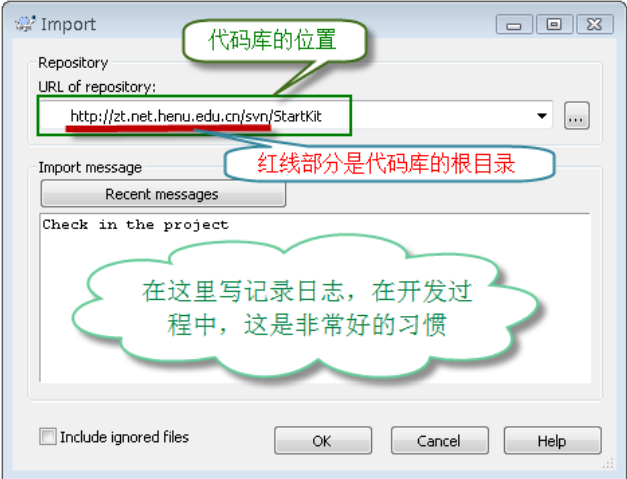 Import
代码库的位置
Repository
URL of repository:
http://zt.net.henu.edu.cn/svn/StartKit
...
红线部分是代码库的根目录
Import message
Recent messages
Check in the project
在这里写记录日志，在开发过
程中，这是非常好的习惯
Include ignored files
OK
Cancel
Help